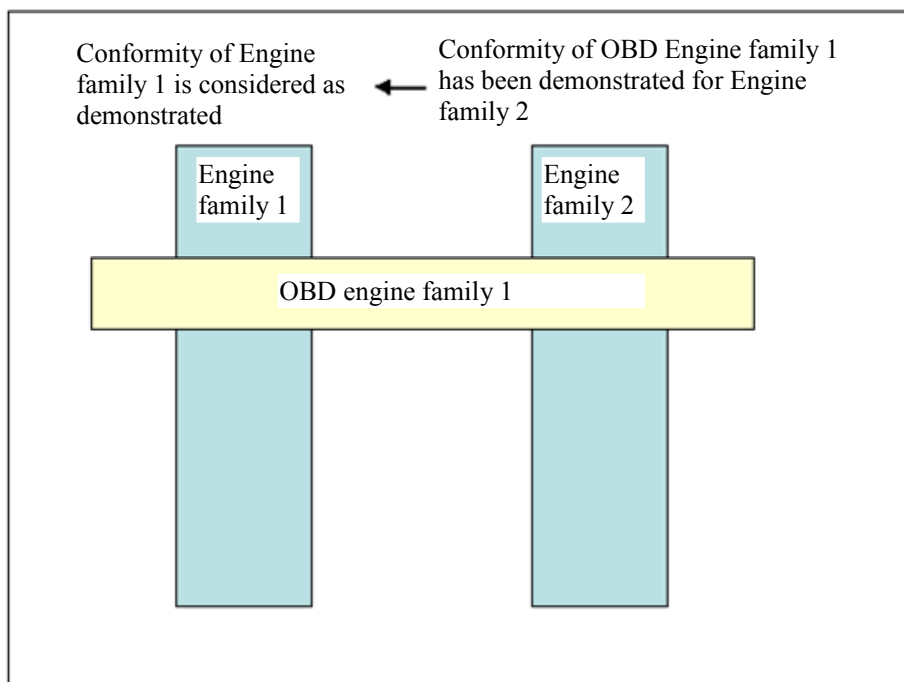 Conformity of Engine
family 1 is considered as
demonstrated
Conformity of OBD Engine family 1
has been demonstrated for Engine
family 2
Engine
family 1
Engine
family 2
OBD engine family 1